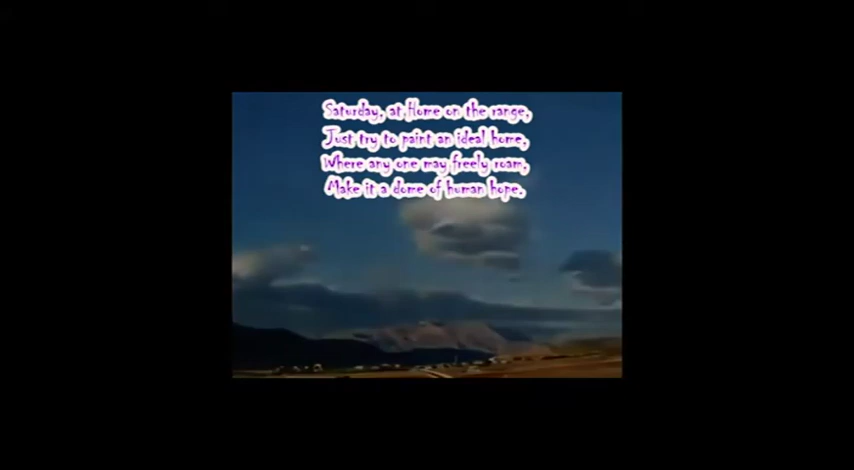 Saturday, at Home on the range,
Just try to paint an ideal home,
Where any one may freely roam,
Make it a dome of human hope.